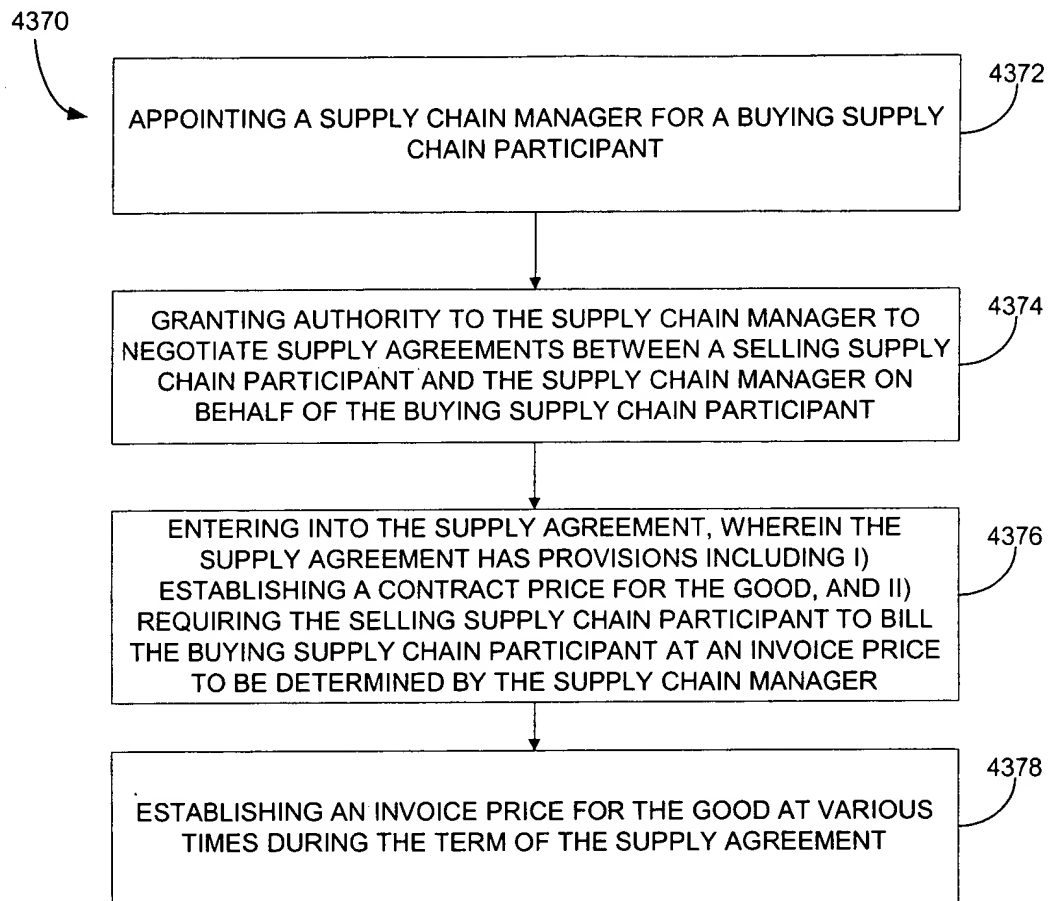 4370
4372
APPOINTING A SUPPLY CHAIN MANAGER FOR A BUYING SUPPLY
CHAIN PARTICIPANT
4374
GRANTING AUTHORITY TO THE SUPPLY CHAIN MANAGER TO
NEGOTIATE SUPPLY AGREEMENTS BETWEEN A SELLING SUPPLY
CHAIN PARTICIPANT AND THE SUPPLY CHAIN MANAGER ON
BEHALF OF THE BUYING SUPPLY CHAIN PARTICIPANT
4376
ENTERING INTO THE SUPPLY AGREEMENT, WHEREIN THE
SUPPLY AGREEMENT HAS PROVISIONS INCLUDING I)
ESTABLISHING A CONTRACT PRICE FOR THE GOOD, AND II)
REQUIRING THE SELLING SUPPLY CHAIN PARTICIPANT TO BILL
THE BUYING SUPPLY CHAIN PARTICIPANT AT AN INVOICE PRICE
TO BE DETERMINED BY THE SUPPLY CHAIN MANAGER
4378
ESTABLISHING AN INVOICE PRICE FOR THE GOOD AT VARIOUS
TIMES DURING THE TERM OF THE SUPPLY AGREEMENT